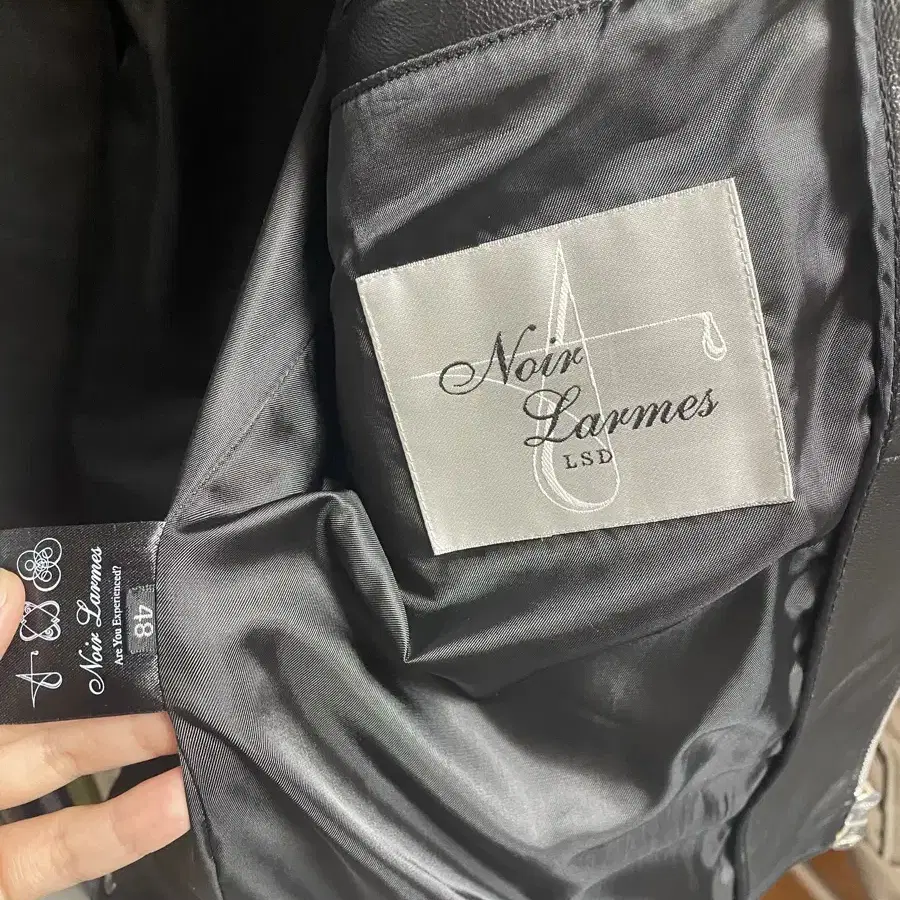 Noir
Larmes
LSD
Noir Larmes
Are You Experienced?
48